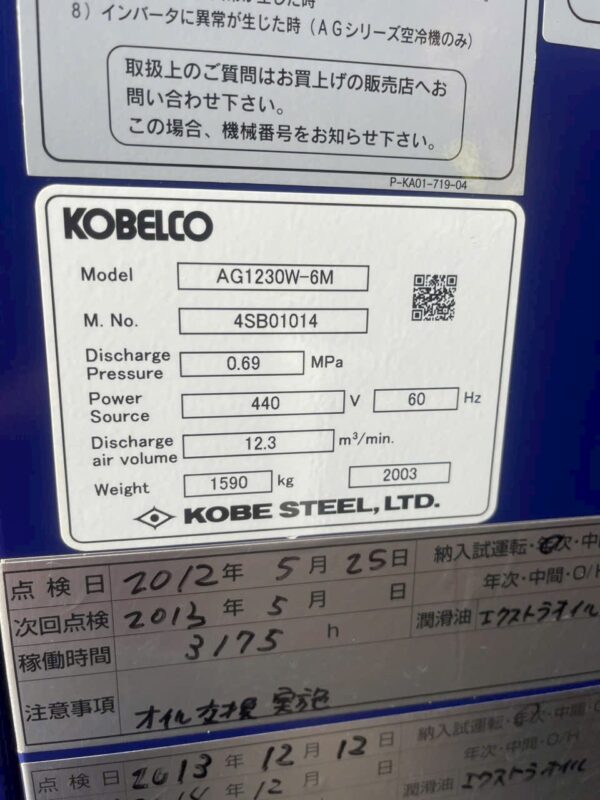 8）インバータに異常が生じた時（AGシリーズ空冷機のみ）
取扱上のご質問はお買上げの販売店へお
問い合わせ下さい。
この場合、機械番号をお知らせ下さい。
P-KA01-719-04
KOBELCO
Model AG1230W-6M
M. No. 4SB01014
Discharge Pressure 0.69 MPa
Power Source 440 V 60 Hz
Discharge air volume 12.3 m³/min.
Weight 1590 kg 2003
KOBE STEEL, LTD.
点検日 2012年 5月 25日 納入試運転・年次・中
次回点検 2013年 5月 日 年次・中間・O/H
稼働時間 3175 h 潤滑油 エクストラオイル
注意事項 オイル交換 実施
点検日 2013年 12月 12日 納入試運転・年次・中間
12月 日 年次・中間・O/H
潤滑油 エクストラオイル